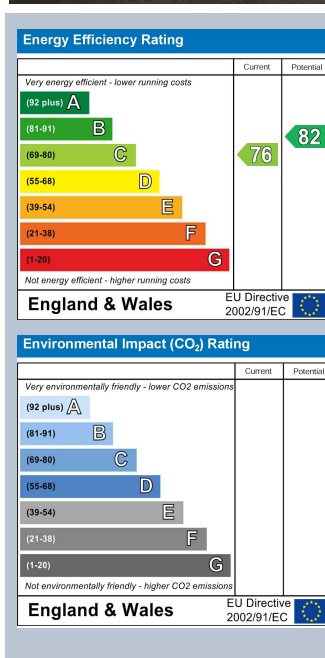 Energy Efficiency Rating
Current Potential
Very energy efficient - lower running costs
(92 plus) A
(81-91) B
82
(69-80) C
76
(55-68) D
(39-54) E
(21-38) F
(1-20) G
Not energy efficient - higher running costs
England & Wales
EU Directive
2002/91/EC
Environmental Impact (CO₂) Rating
Current Potential
Very environmentally friendly - lower CO2 emissions
(92 plus) A
(81-91) B
(69-80) C
(55-68) D
(39-54) E
(21-38) F
(1-20) G
Not environmentally friendly - higher CO2 emissions
England & Wales
EU Directive
2002/91/EC